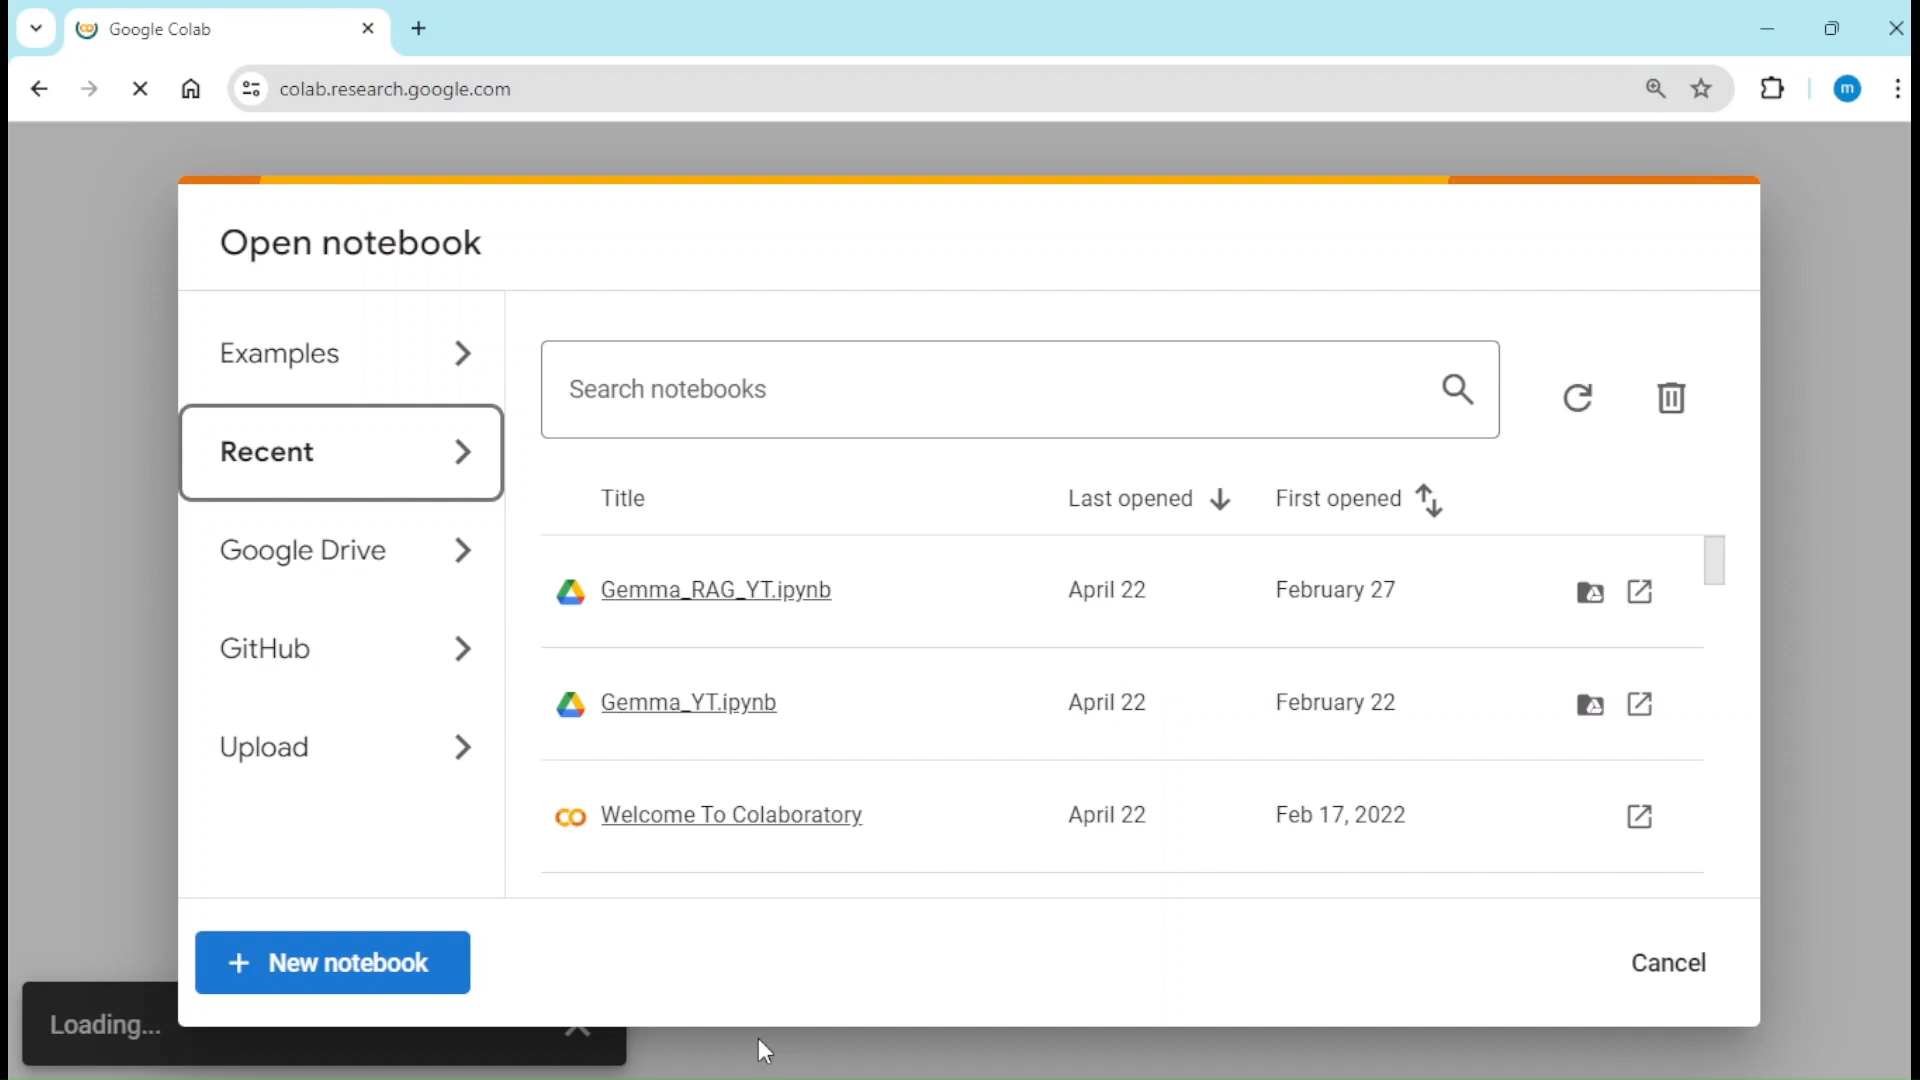 Google Colab
colab.research.google.com
m
Open notebook
Examples
Recent
Google Drive
GitHub
Upload
Search notebooks
Title Last opened First opened
Gemma_RAG_YT.ipynb April 22 February 27
Gemma_YT.ipynb April 22 February 22
Welcome To Colaboratory April 22 Feb 17, 2022
+ New notebook
Cancel
Loading...